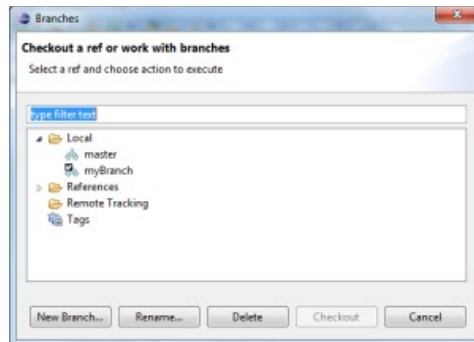 Branches
Checkout a ref or work with branches
Select a ref and choose action to execute
type filter text
Local
master
myBranch
References
Remote Tracking
Tags
New Branch... Rename... Delete Checkout Cancel